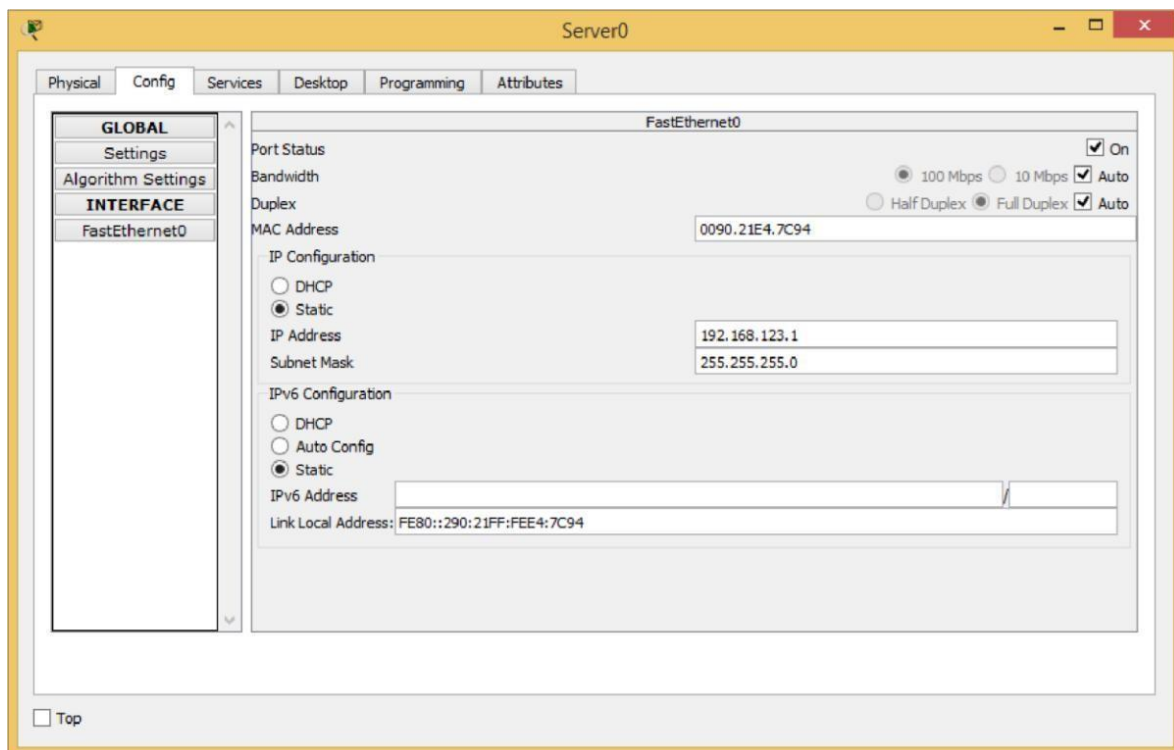 Server0
Physical Config Services Desktop Programming Attributes
GLOBAL
Settings
Algorithm Settings
INTERFACE
FastEthernet0
FastEthernet0
Port Status On
Bandwidth 100 Mbps 10 Mbps Auto
Duplex Half Duplex Full Duplex Auto
MAC Address 0090.21E4.7C94
IP Configuration
DHCP
Static
IP Address 192.168.123.1
Subnet Mask 255.255.255.0
IPv6 Configuration
DHCP
Auto Config
Static
IPv6 Address /
Link Local Address: FE80::290:21FF:FEE4:7C94
Top